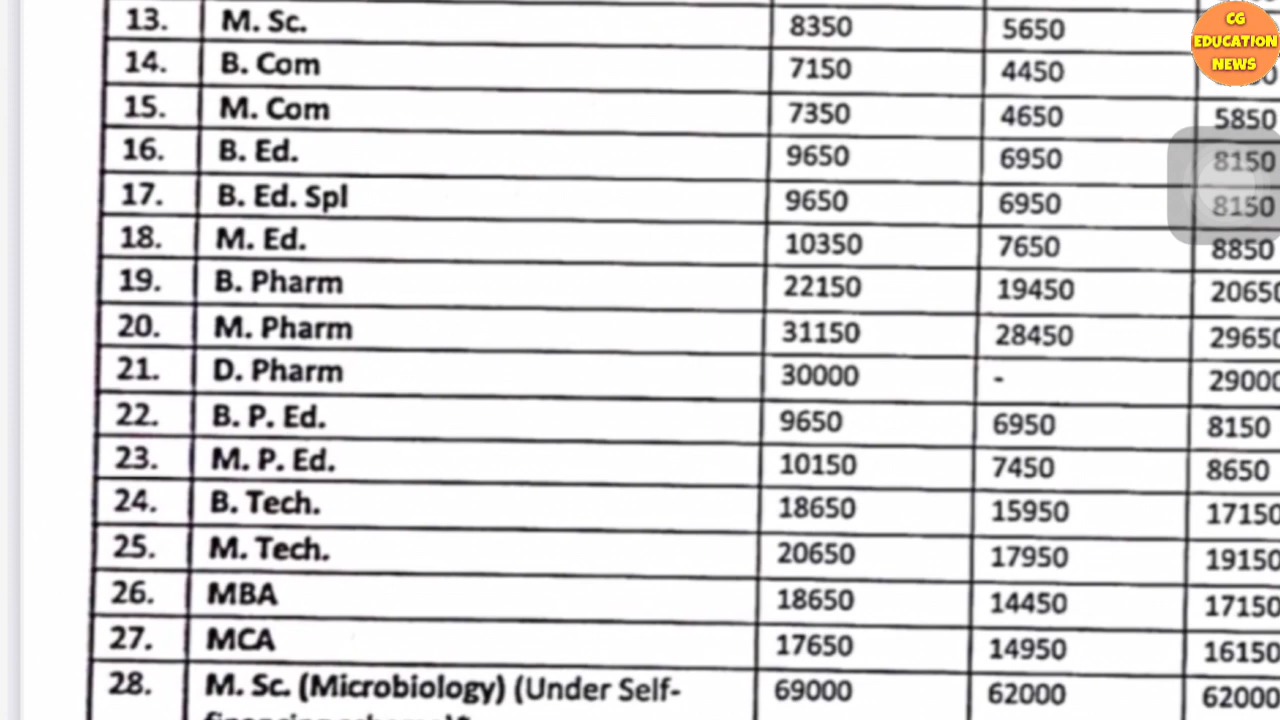 13. M. Sc. 8350 5650
14. B. Com 7150 4450
15. M. Com 7350 4650 5850
16. B. Ed. 9650 6950 8150
17. B. Ed. Spl 9650 6950 8150
18. M. Ed. 10350 7650 8850
19. B. Pharm 22150 19450 20650
20. M. Pharm 31150 28450 29650
21. D. Pharm 30000 - 29000
22. B. P. Ed. 9650 6950 8150
23. M. P. Ed. 10150 7450 8650
24. B. Tech. 18650 15950 17150
25. M. Tech. 20650 17950 19150
26. MBA 18650 14450 17150
27. MCA 17650 14950 16150
28. M. Sc. (Microbiology) (Under Self- 69000 62000 62000
CG
EDUCATION
NEWS